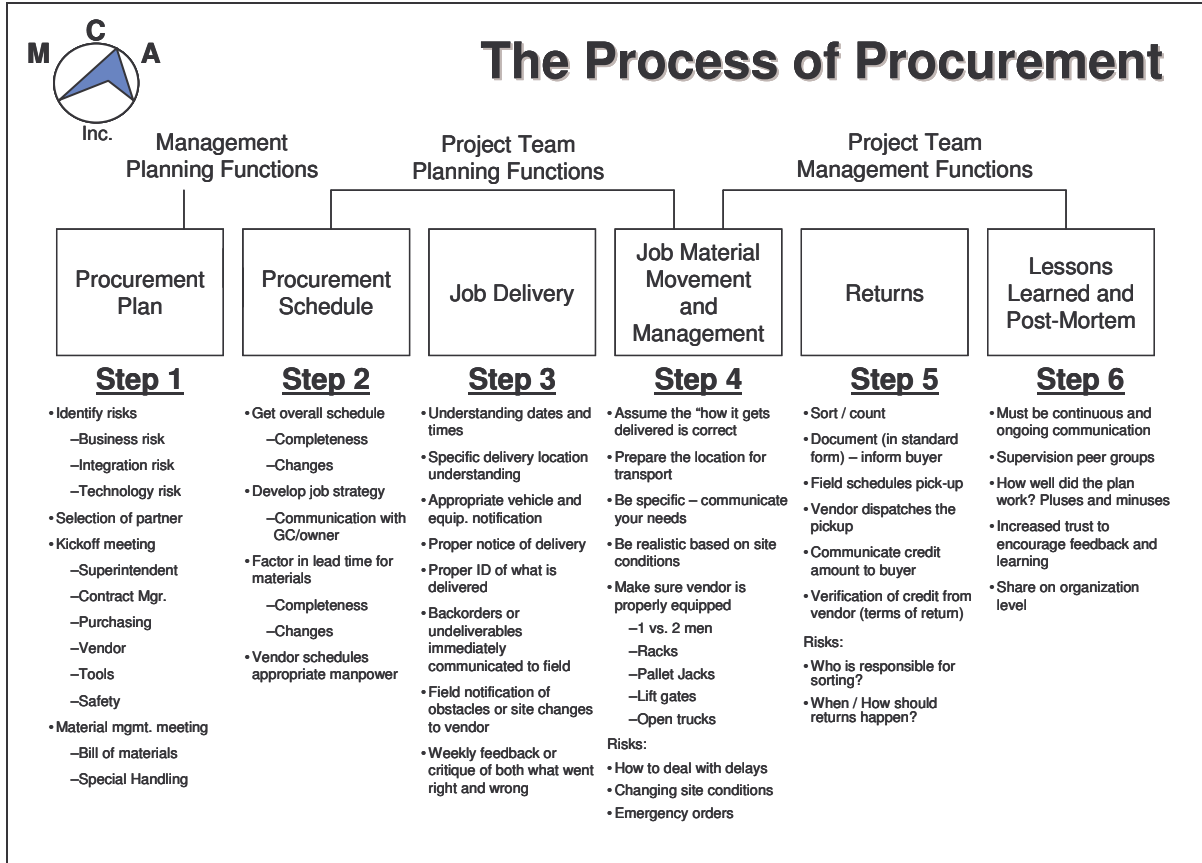 C
M A
Inc.
The Process of Procurement
Management
Planning Functions
Project Team
Planning Functions
Project Team
Management Functions
Procurement
Plan
Procurement
Schedule
Job Delivery
Job Material
Movement
and
Management
Returns
Lessons
Learned and
Post-Mortem
Step 1
•Identify risks
–Business risk
–Integration risk
–Technology risk
•Selection of partner
•Kickoff meeting
–Superintendent
–Contract Mgr.
–Purchasing
–Vendor
–Tools
–Safety
•Material mgmt. meeting
–Bill of materials
–Special Handling
Step 2
•Get overall schedule
–Completeness
–Changes
•Develop job strategy
–Communication with
GC/owner
•Factor in lead time for
materials
–Completeness
–Changes
•Vendor schedules
appropriate manpower
Step 3
•Understanding dates and
times
•Specific delivery location
understanding
•Appropriate vehicle and
equip. notification
•Proper notice of delivery
•Proper ID of what is
delivered
•Backorders or
undeliverables
immediately
communicated to field
•Field notification of
obstacles or site changes
to vendor
•Weekly feedback or
critique of both what went
right and wrong
Step 4
•Assume the “how it gets
delivered is correct
•Prepare the location for
transport
•Be specific – communicate
your needs
•Be realistic based on site
conditions
•Make sure vendor is
properly equipped
–1 vs. 2 men
–Racks
–Pallet Jacks
–Lift gates
–Open trucks
Risks:
•How to deal with delays
•Changing site conditions
•Emergency orders
Step 5
•Sort / count
•Document (in standard
form) – inform buyer
•Field schedules pick-up
•Vendor dispatches the
pickup
•Communicate credit
amount to buyer
•Verification of credit from
vendor (terms of return)
Risks:
•Who is responsible for
sorting?
•When / How should
returns happen?
Step 6
•Must be continuous and
ongoing communication
•Supervision peer groups
•How well did the plan
work? Pluses and minuses
•Increased trust to
encourage feedback and
learning
•Share on organization
level